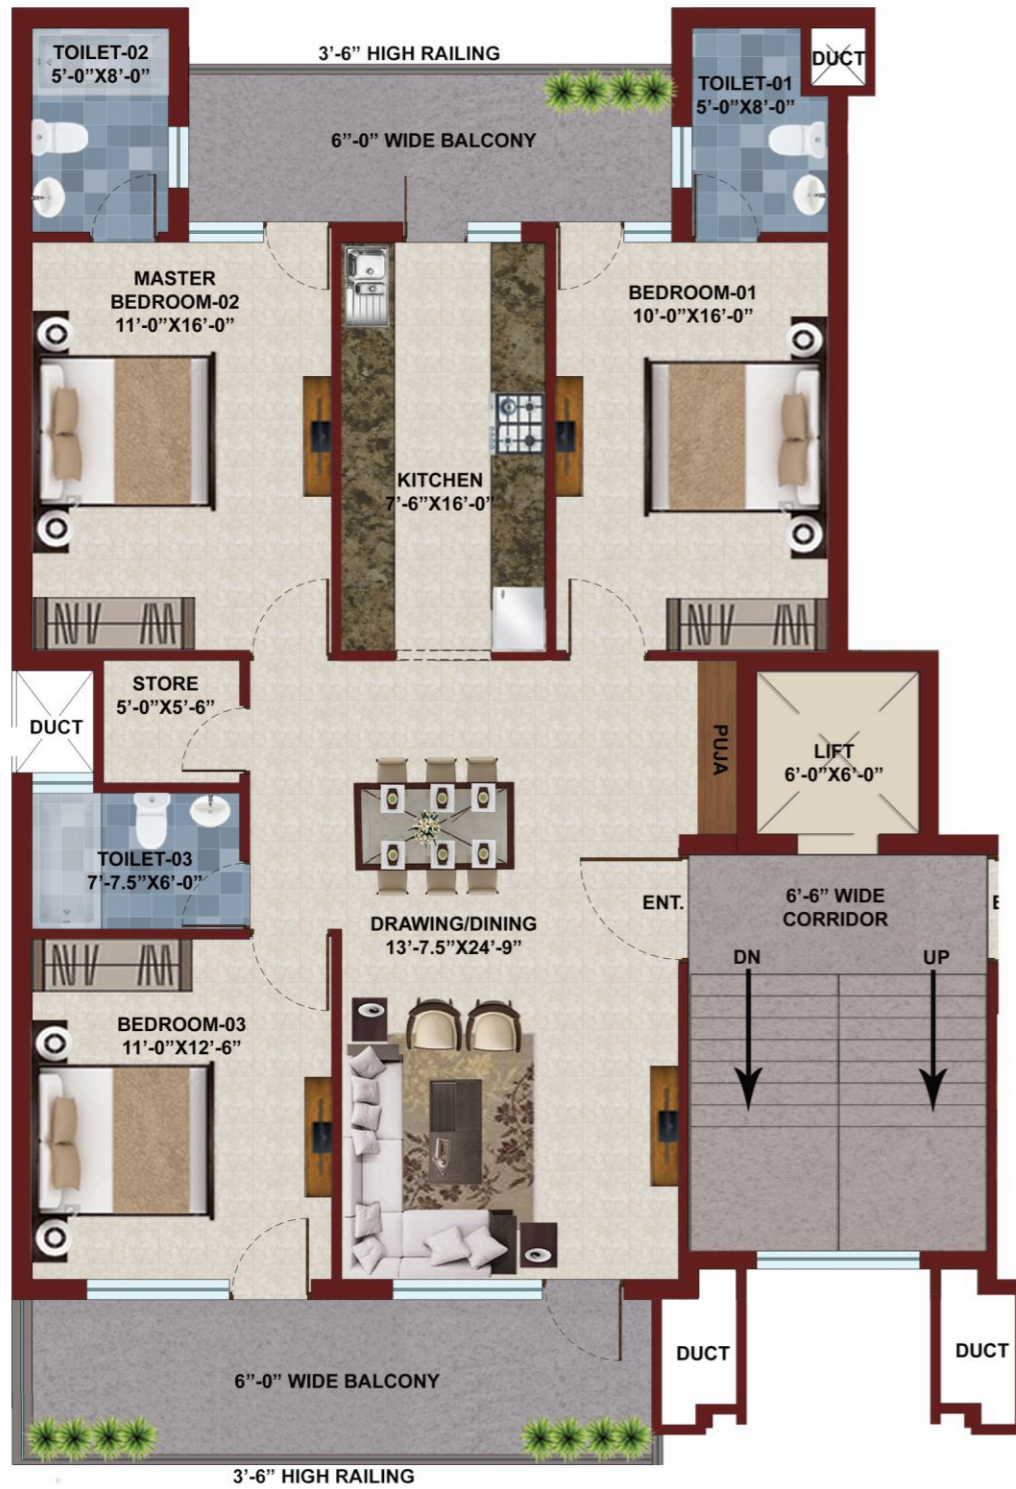 TOILET-02
5'-0"X8'-0"
3'-6" HIGH RAILING
DUCT
TOILET-01
5'-0"X8'-0"
6"-0" WIDE BALCONY
MASTER
BEDROOM-02
11'-0"X16'-0"
BEDROOM-01
10'-0"X16'-0"
KITCHEN
7'-6"X16'-0"
STORE
5'-0"X5'-6"
DUCT
PUJA
LIFT
6'-0"X6'-0"
TOILET-03
7'-7.5"X6'-0"
ENT.
6'-6" WIDE
CORRIDOR
DRAWING/DINING
13'-7.5"X24'-9"
DN
UP
BEDROOM-03
11'-0"X12'-6"
DUCT
DUCT
6"-0" WIDE BALCONY
3'-6" HIGH RAILING